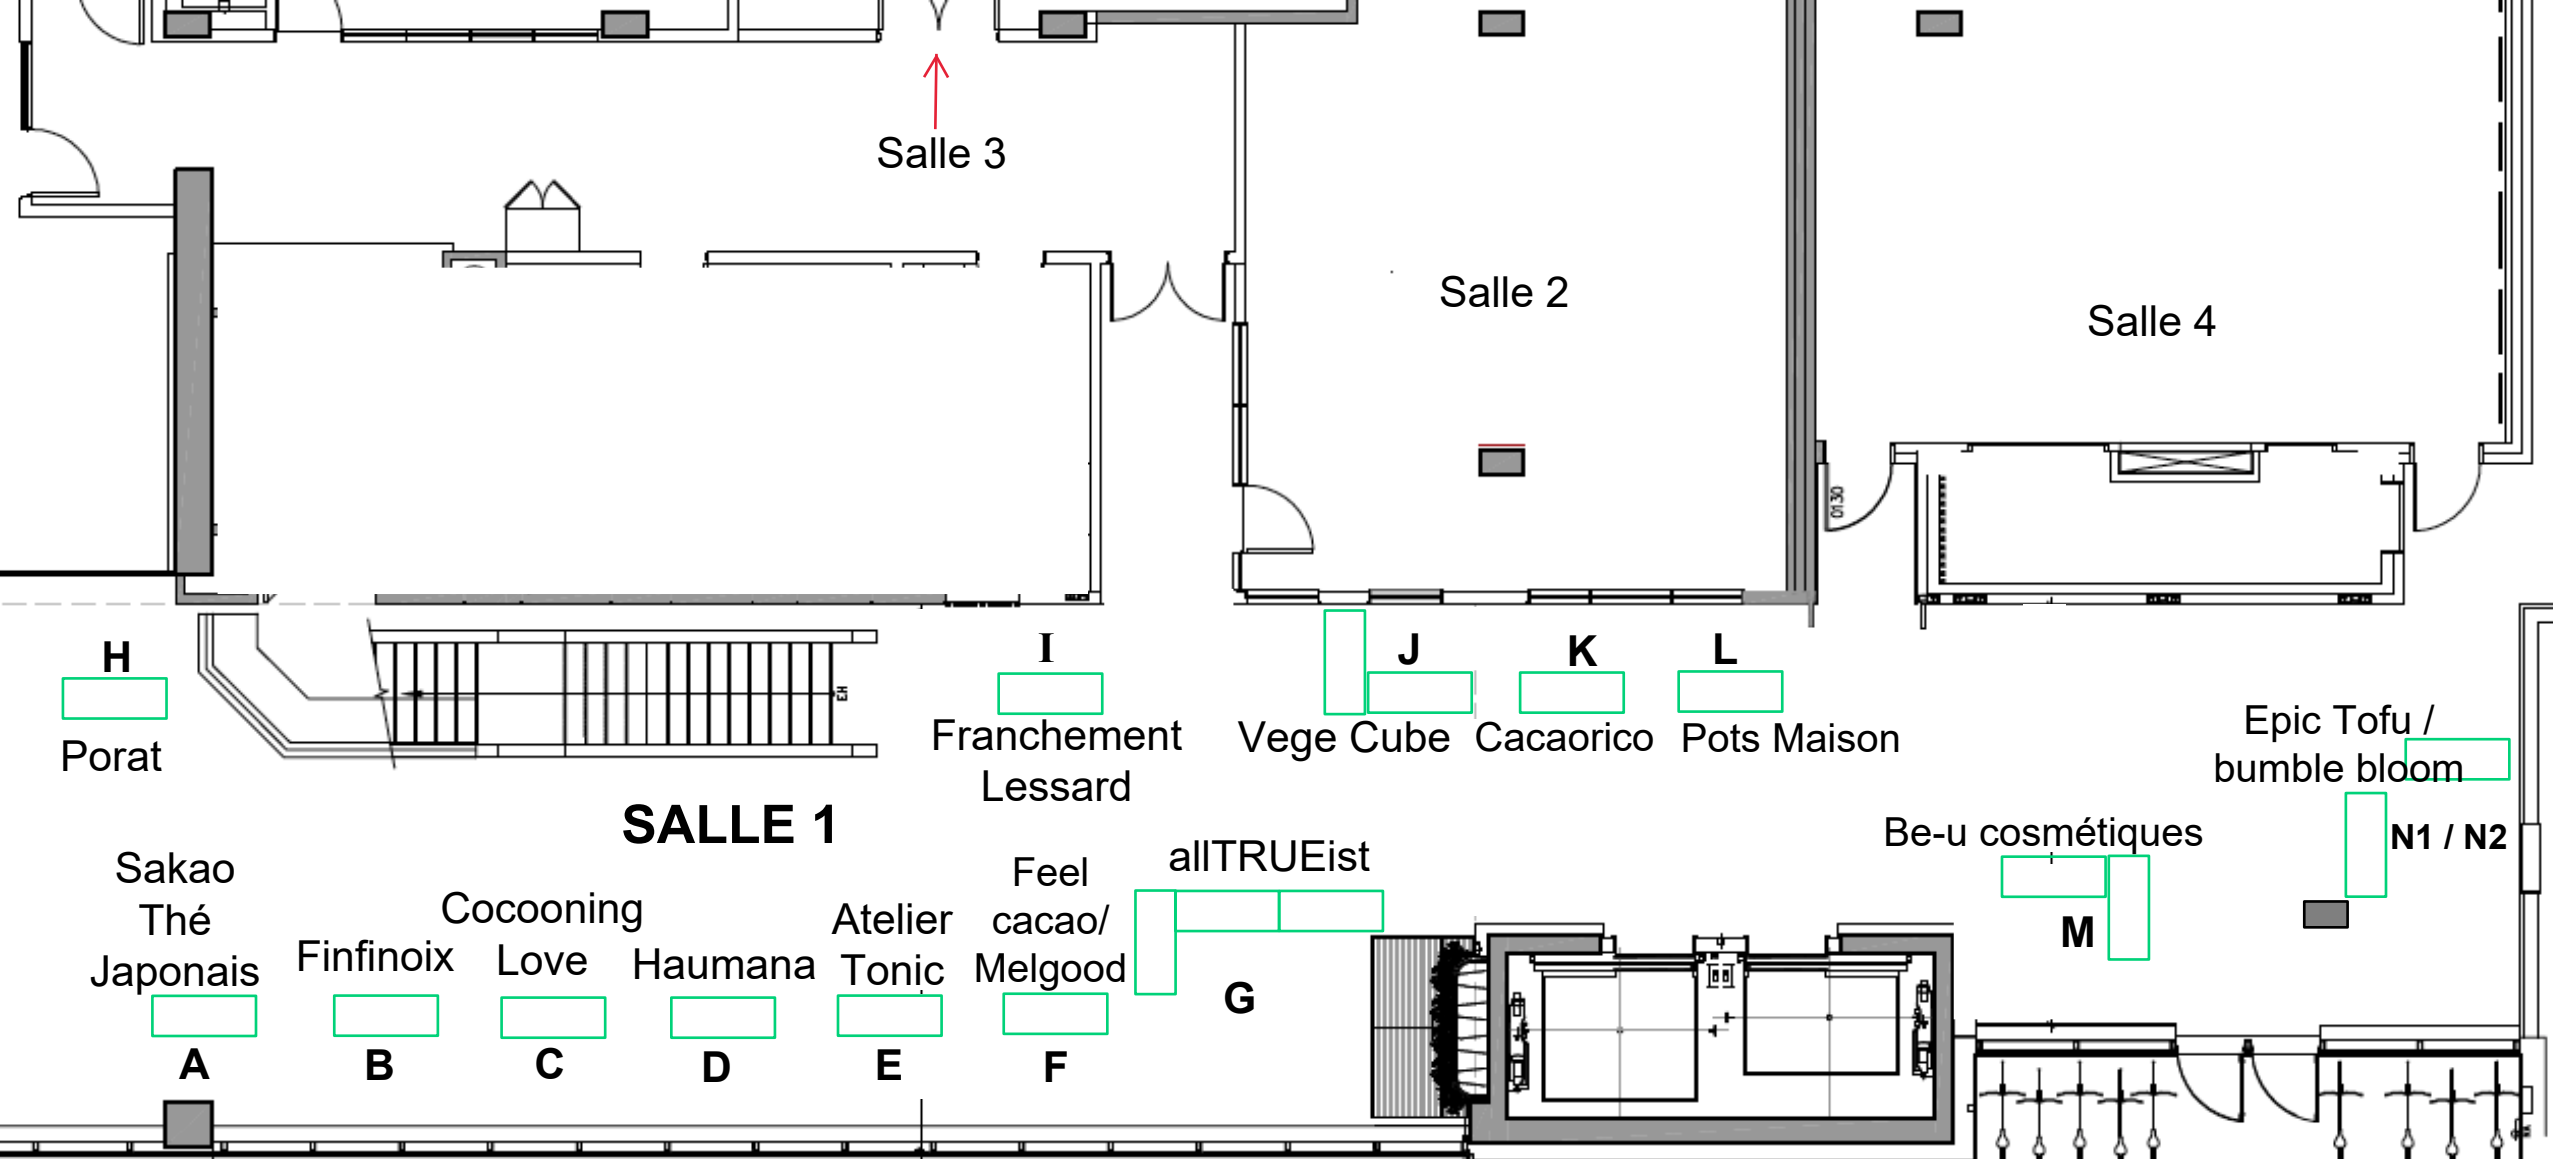 Salle 3
Salle 2
Salle 4
0130
H
Porat
I
Franchement
Lessard
J
Vege Cube
K
Cacaorico
L
Pots Maison
Epic Tofu /
bumble bloom
N1 / N2
SALLE 1
Be-u cosmétiques
M
Sakao
Thé
Japonais
A
Finfinoix
B
Cocooning
Love
C
Haumana
D
Atelier
Tonic
E
Feel
cacao/
Melgood
F
allTRUEist
G